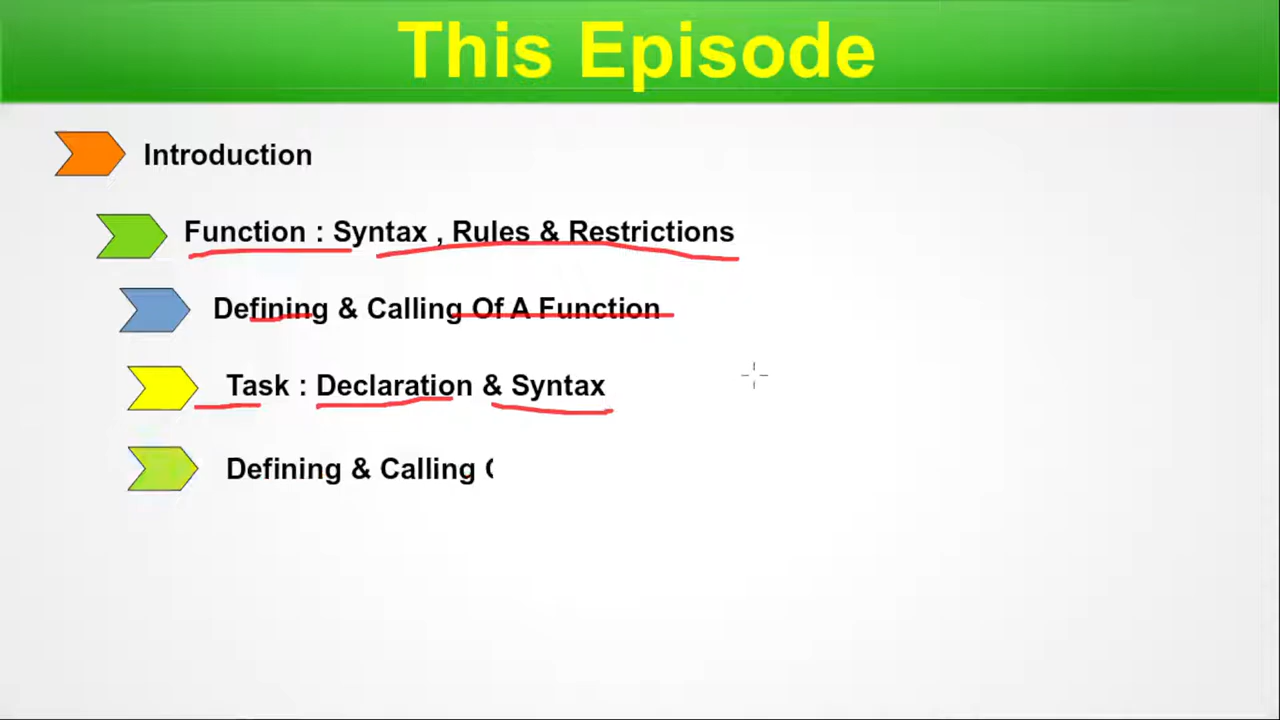 This Episode
Introduction
Function : Syntax , Rules & Restrictions
Defining & Calling Of A Function
Task : Declaration & Syntax
Defining & Calling